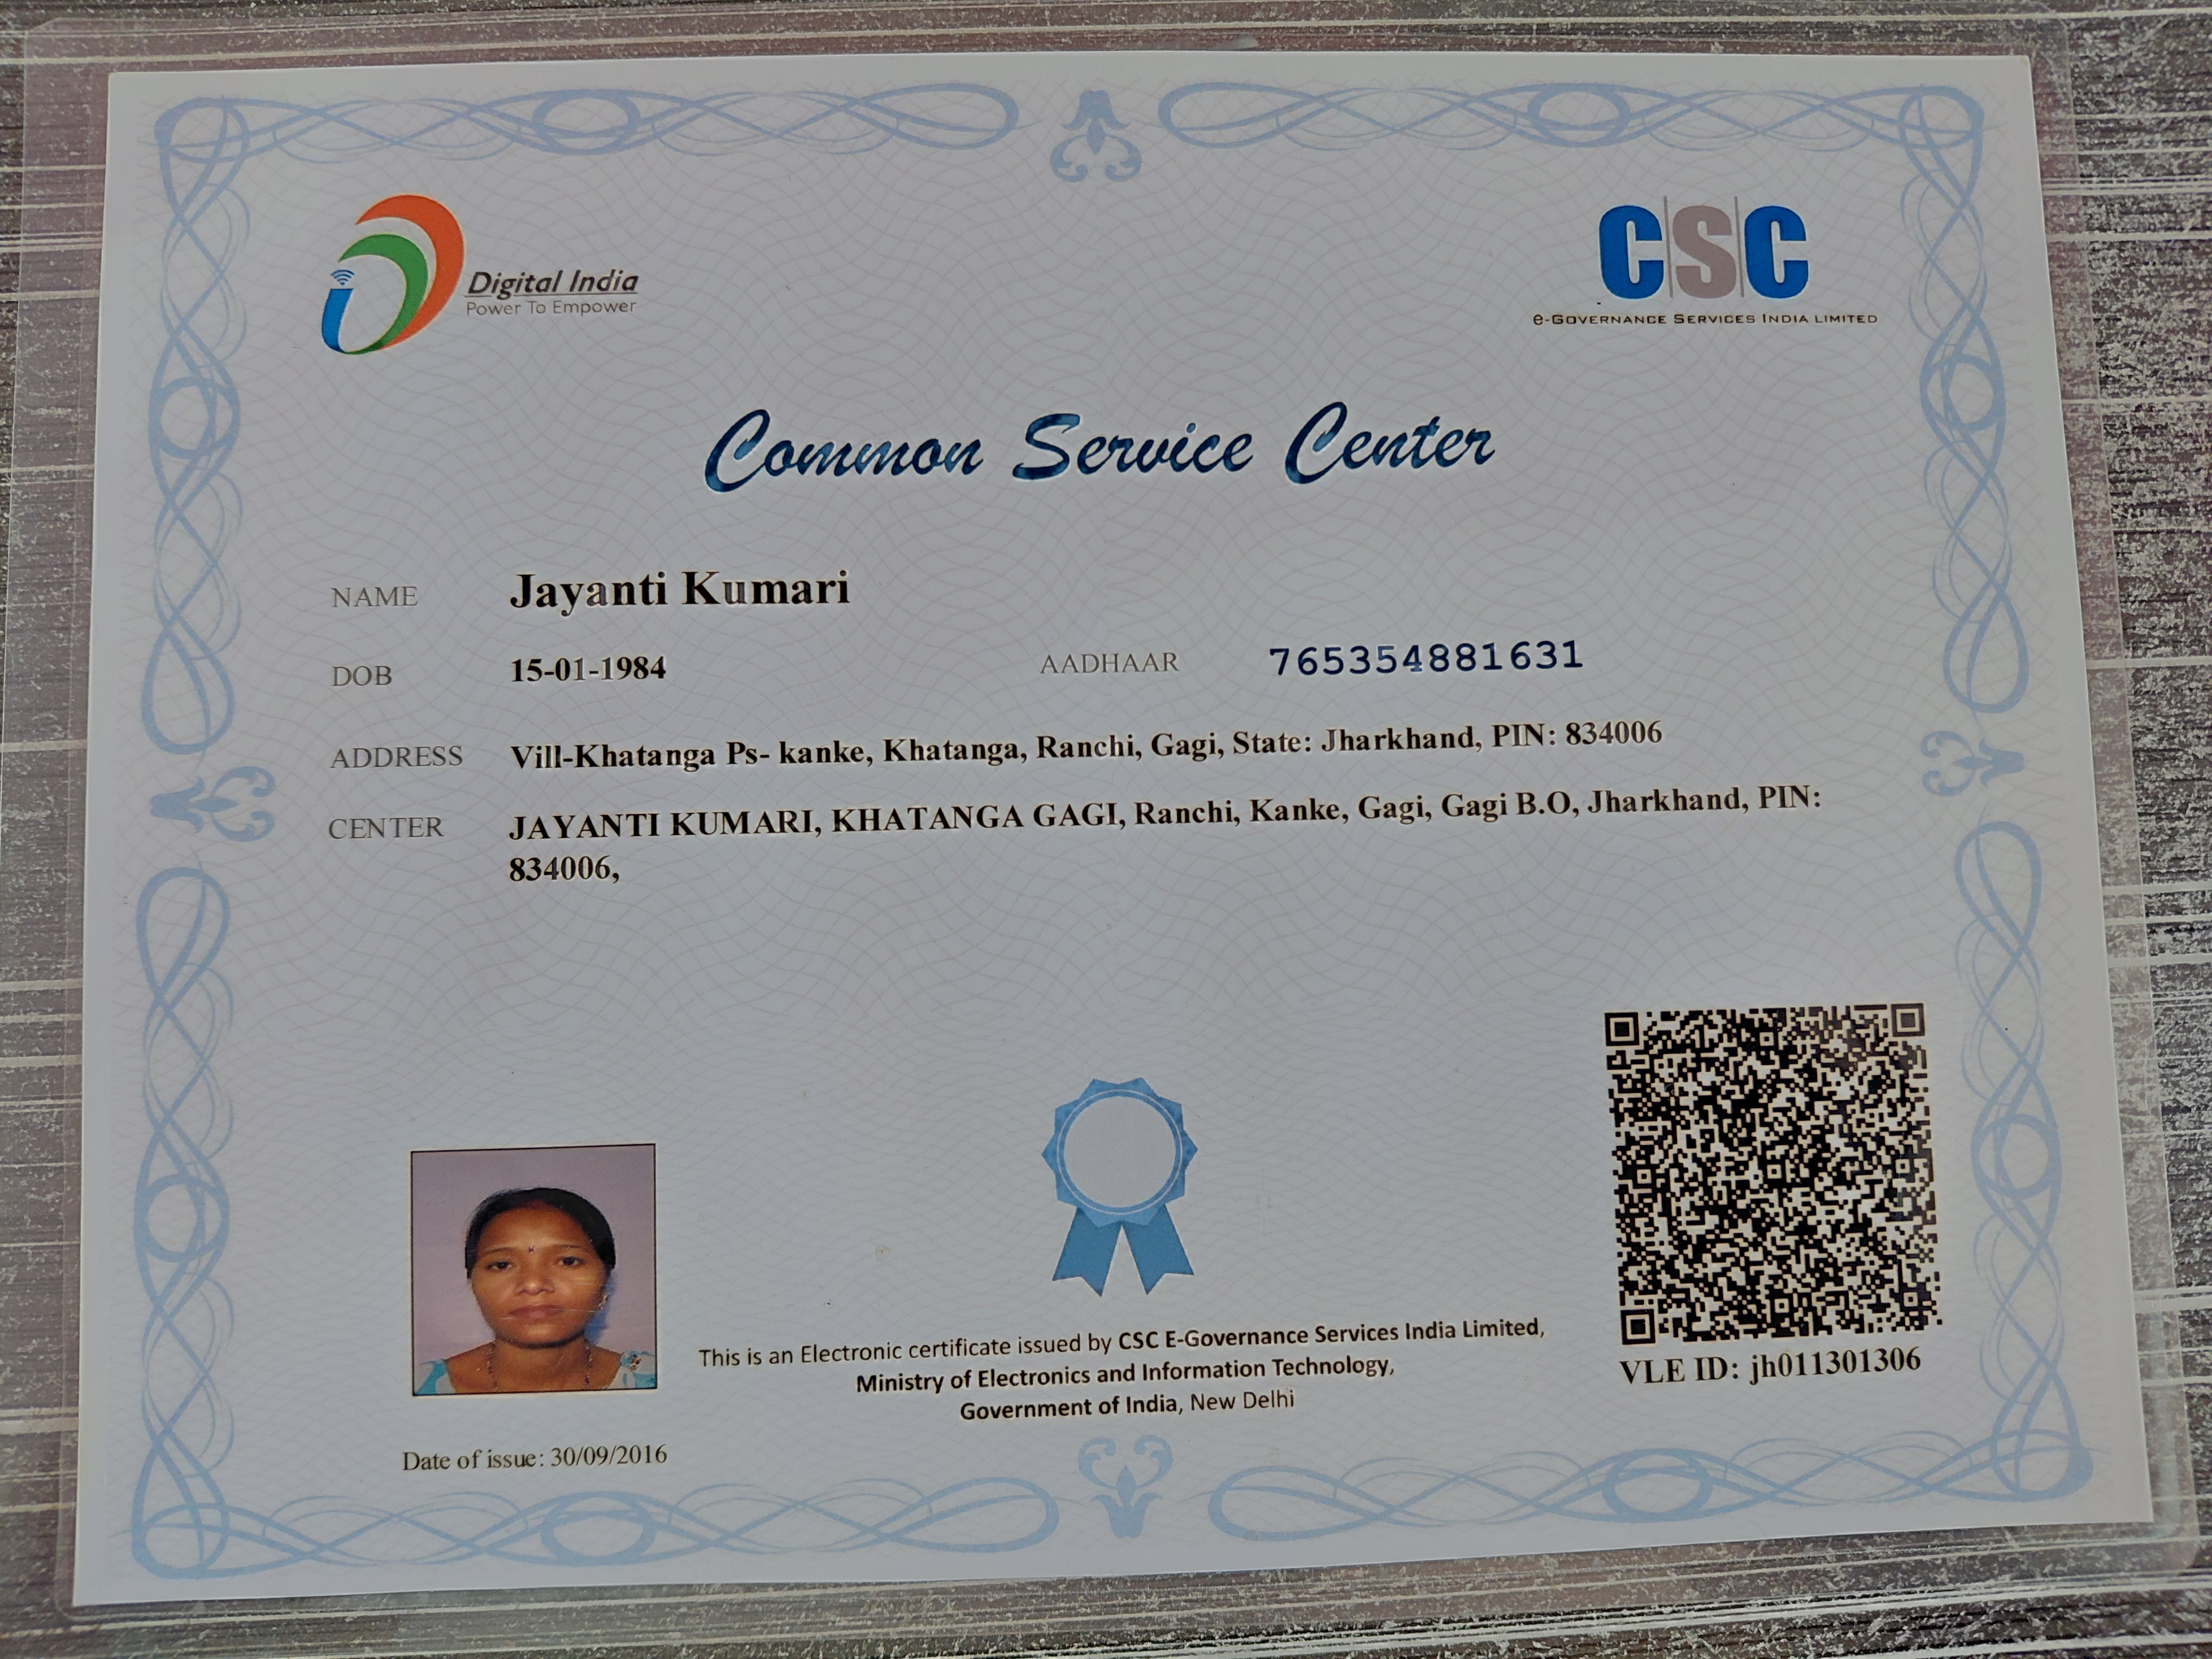 Digital India
Power To Empower
CSC
e-GOVERNANCE SERVICES INDIA LIMITED
Common Service Center
NAME Jayanti Kumari
DOB 15-01-1984 AADHAAR 765354881631
ADDRESS Vill-Khatanga Ps- kanke, Khatanga, Ranchi, Gagi, State: Jharkhand, PIN: 834006
CENTER JAYANTI KUMARI, KHATANGA GAGI, Ranchi, Kanke, Gagi, Gagi B.O, Jharkhand, PIN:
834006,
This is an Electronic certificate issued by CSC E-Governance Services India Limited,
Ministry of Electronics and Information Technology,
Government of India, New Delhi
VLE ID: jh011301306
Date of issue: 30/09/2016